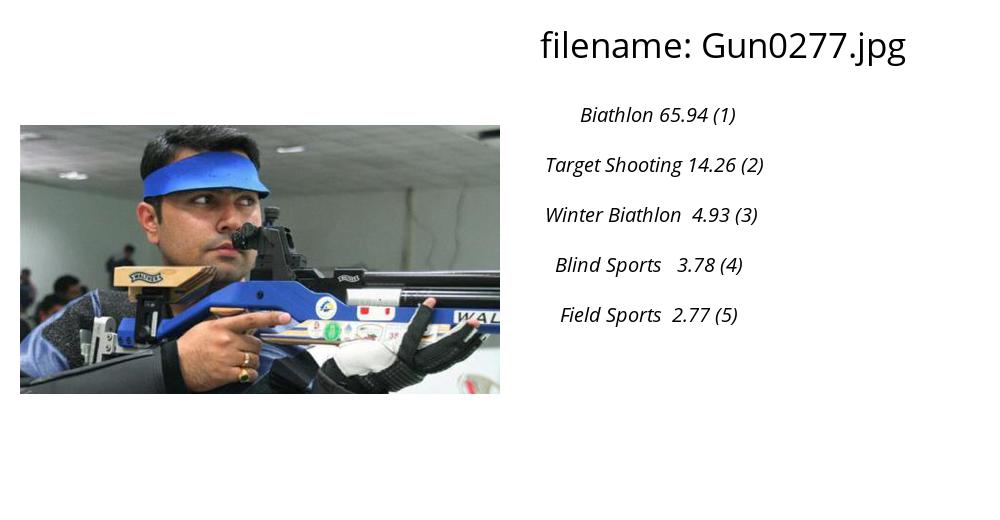 filename: Gun0277.jpg
Biathlon 65.94 (1)
Target Shooting 14.26 (2)
Winter Biathlon 4.93 (3)
Blind Sports 3.78 (4)
Field Sports 2.77 (5)
WALTHER
WAL